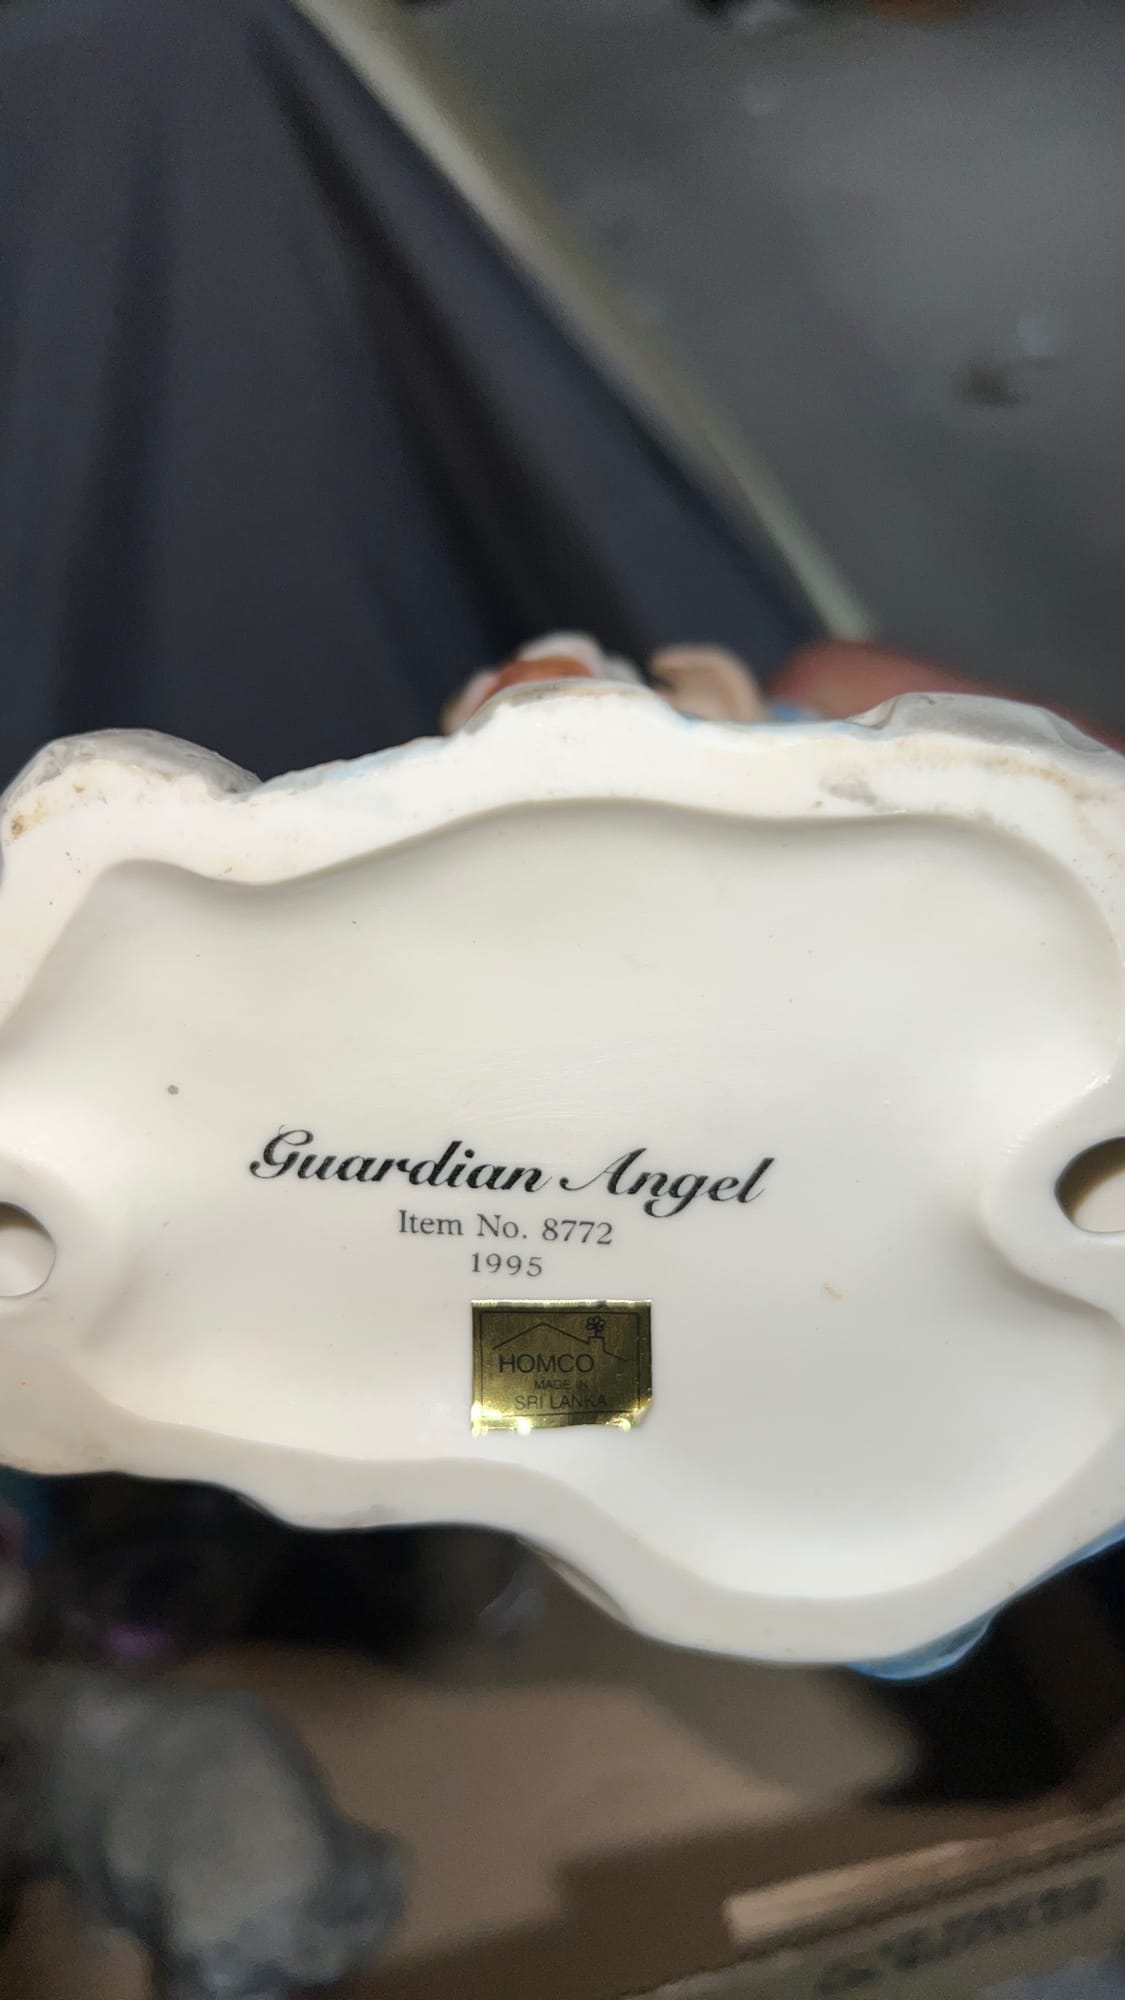 Guardian Angel
Item No. 8772
1995
HOMCO
MADE IN
SRI LANKA